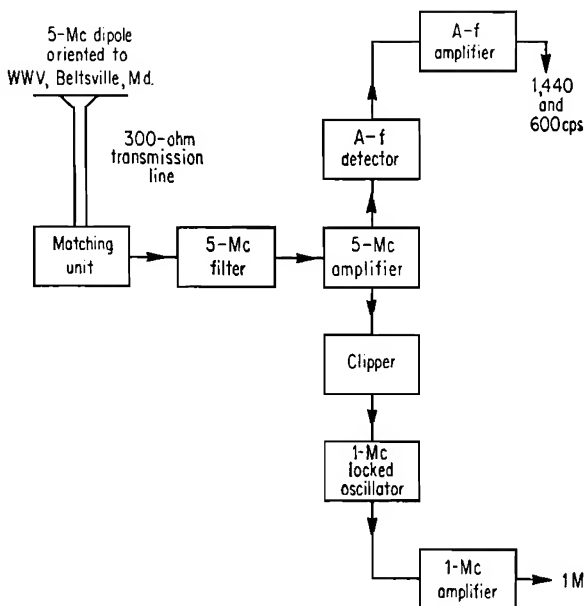 5-Mc dipole
oriented to
WWV, Beltsville, Md.
300-ohm
transmission
line
Matching
unit
5-Mc
filter
5-Mc
amplifier
A-f
detector
A-f
amplifier
1,440
and
600cps
Clipper
1-Mc
locked
oscillator
1-Mc
amplifier
1M